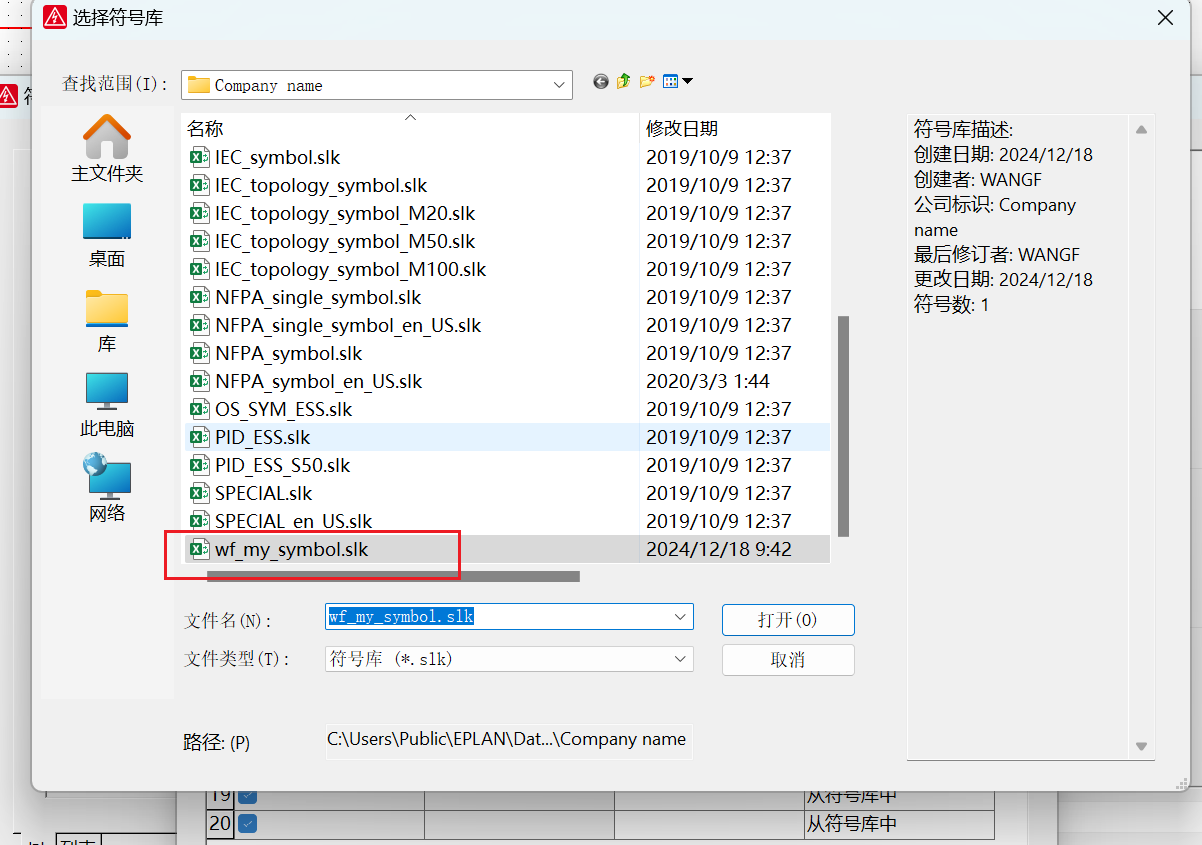 选择符号库
查找范围(I):
Company name
主文件夹
桌面
库
此电脑
网络
名称 修改日期
IEC_symbol.slk 2019/10/9 12:37
IEC_topology_symbol.slk 2019/10/9 12:37
IEC_topology_symbol_M20.slk 2019/10/9 12:37
IEC_topology_symbol_M50.slk 2019/10/9 12:37
IEC_topology_symbol_M100.slk 2019/10/9 12:37
NFPA_single_symbol.slk 2019/10/9 12:37
NFPA_single_symbol_en_US.slk 2019/10/9 12:37
NFPA_symbol.slk 2019/10/9 12:37
NFPA_symbol_en_US.slk 2020/3/3 1:44
OS_SYM_ESS.slk 2019/10/9 12:37
PID_ESS.slk 2019/10/9 12:37
PID_ESS_S50.slk 2019/10/9 12:37
SPECIAL.slk 2019/10/9 12:37
SPECIAL_en_US.slk 2019/10/9 12:37
wf_my_symbol.slk 2024/12/18 9:42
文件名(N):
wf_my_symbol.slk
打开(O)
文件类型(T):
符号库 (*.slk)
取消
路径: (P)
C:\Users\Public\EPLAN\Dat...\Company name
符号库描述:
创建日期: 2024/12/18
创建者: WANGF
公司标识: Company
name
最后修订者: WANGF
更改日期: 2024/12/18
符号数: 1
19 从符号库中
20 从符号库中